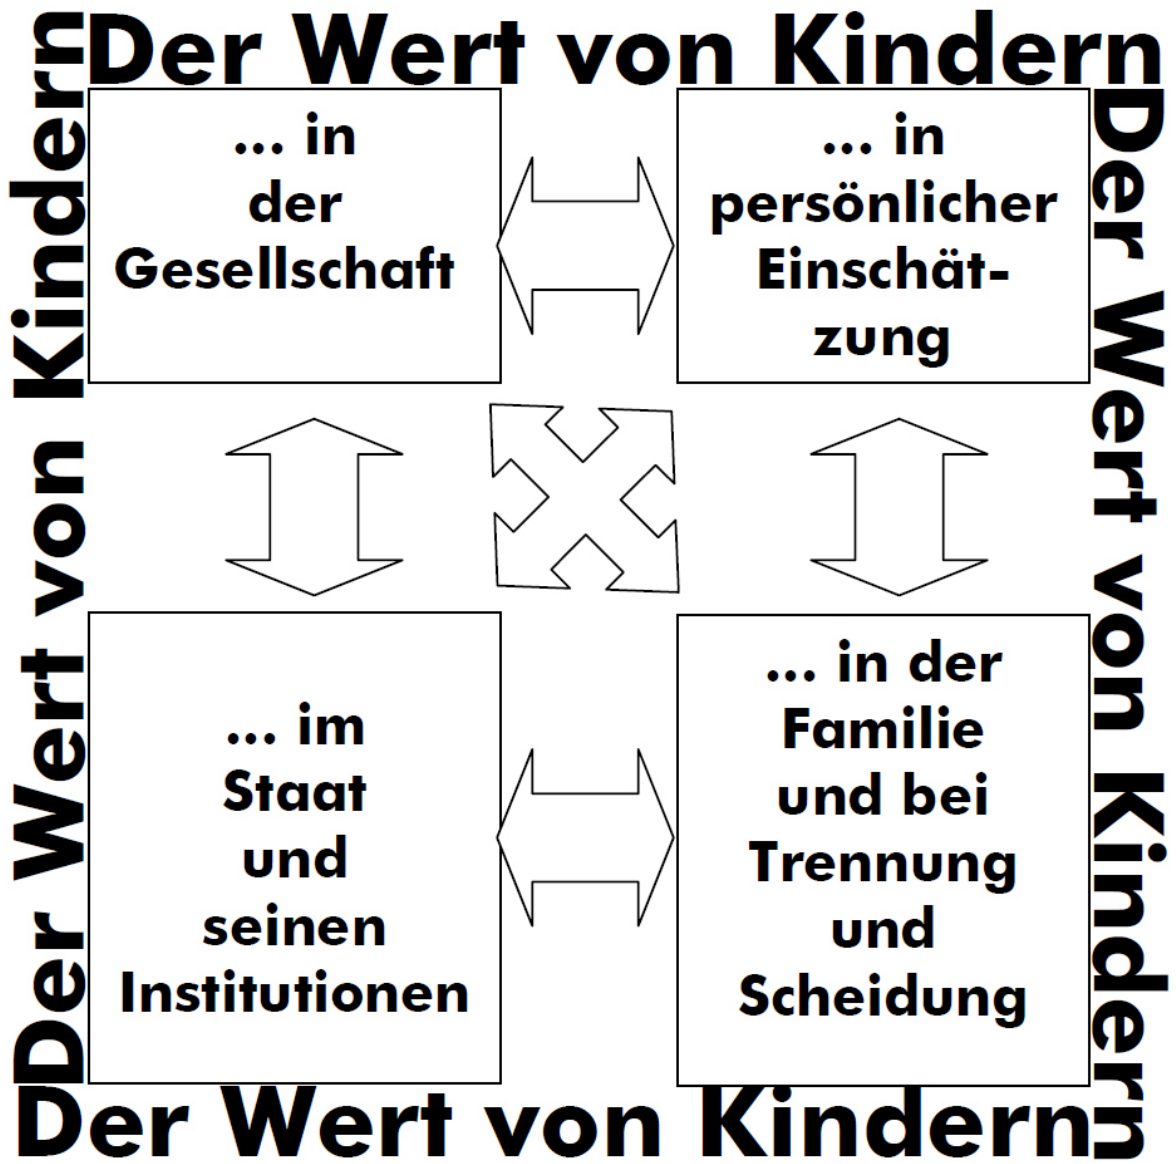 Der Wert von Kindern
Der Wert von Kindern
... in
der
Gesellschaft
... in
persönlicher
Einschät-
zung
Der Wert von Kindern
... im
Staat
und
seinen
Institutionen
... in der
Familie
und bei
Trennung
und
Scheidung
Der Wert von Kindern